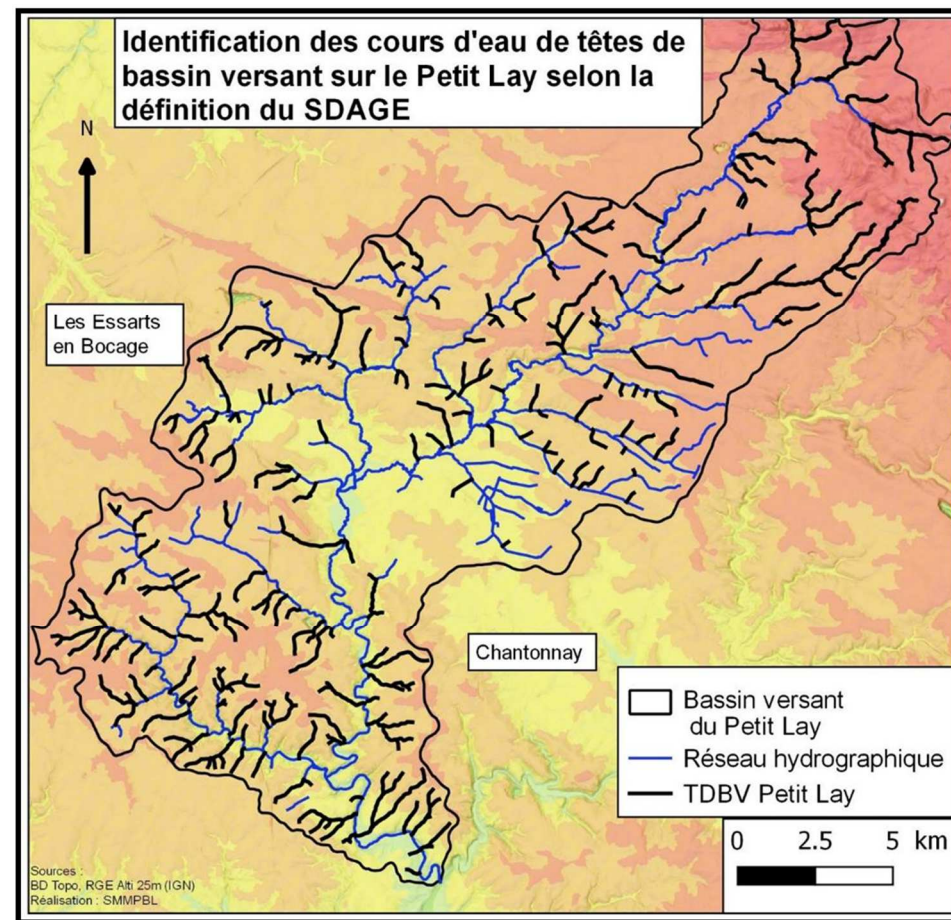 Identification des cours d'eau de têtes de
bassin versant sur le Petit Lay selon la
définition du SDAGE
N
Les Essarts
en Bocage
Chantonnay
Bassin versant
du Petit Lay
Réseau hydrographique
TDBV Petit Lay
0 2.5 5 km
Sources :
BD Topo, RGE Alti 25m (IGN)
Réalisation : SMMPBL